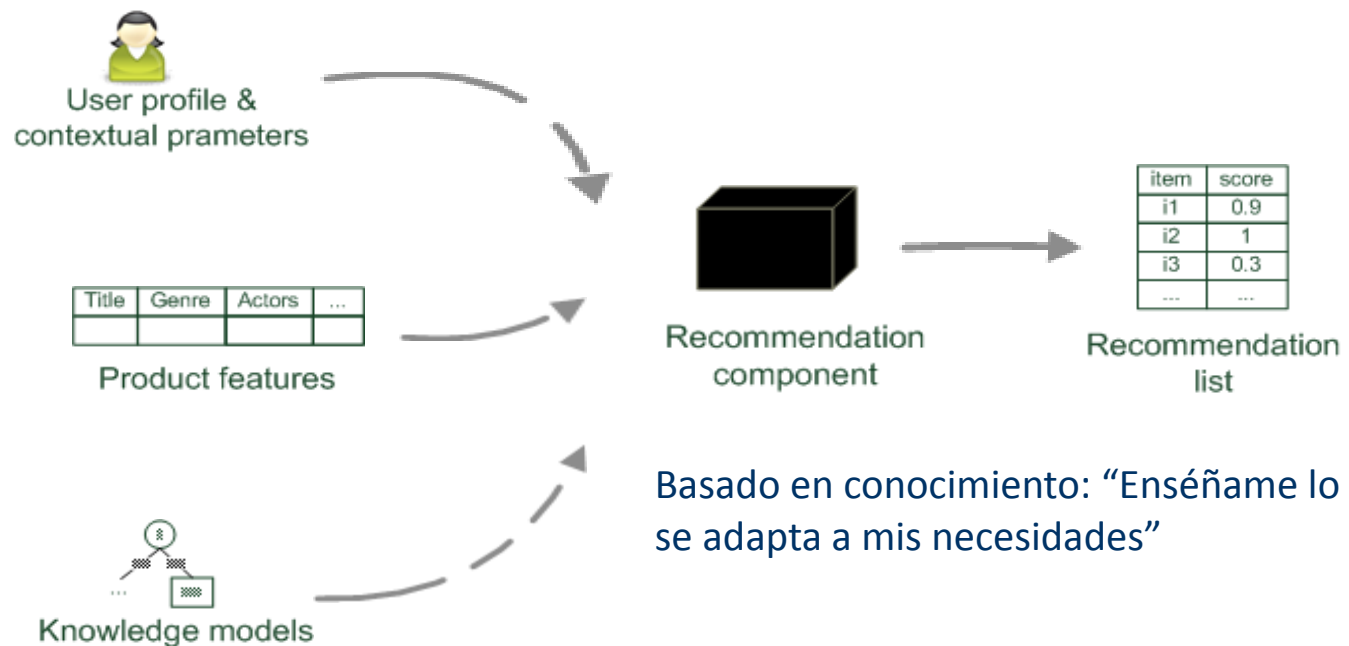 User profile &
contextual prameters
Title Genre Actors ...
Product features
...
Knowledge models
Recommendation
component
item score
i1 0.9
i2 1
i3 0.3
... ...
Recommendation
list
Basado en conocimiento: “Enséñame lo
se adapta a mis necesidades”